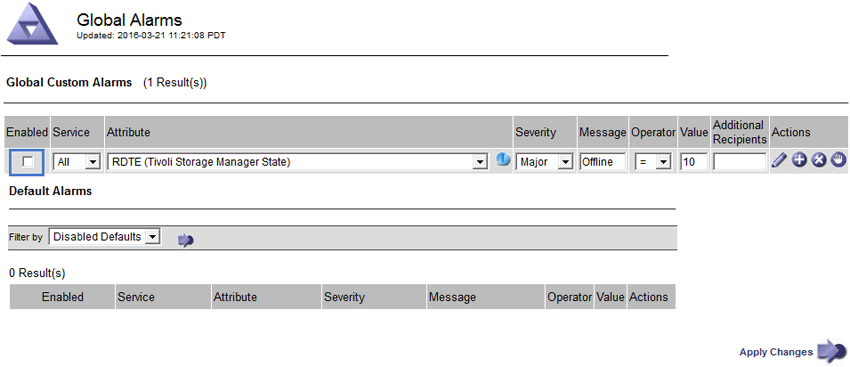 Global Alarms
Updated: 2016-03-21 11:21:08 PDT
Global Custom Alarms (1 Result(s))
Enabled Service Attribute Severity Message Operator Value Additional Recipients Actions
All RDTE (Tivoli Storage Manager State) Major Offline = 10
Default Alarms
Filter by Disabled Defaults
0 Result(s)
Enabled Service Attribute Severity Message Operator Value Actions
Apply Changes